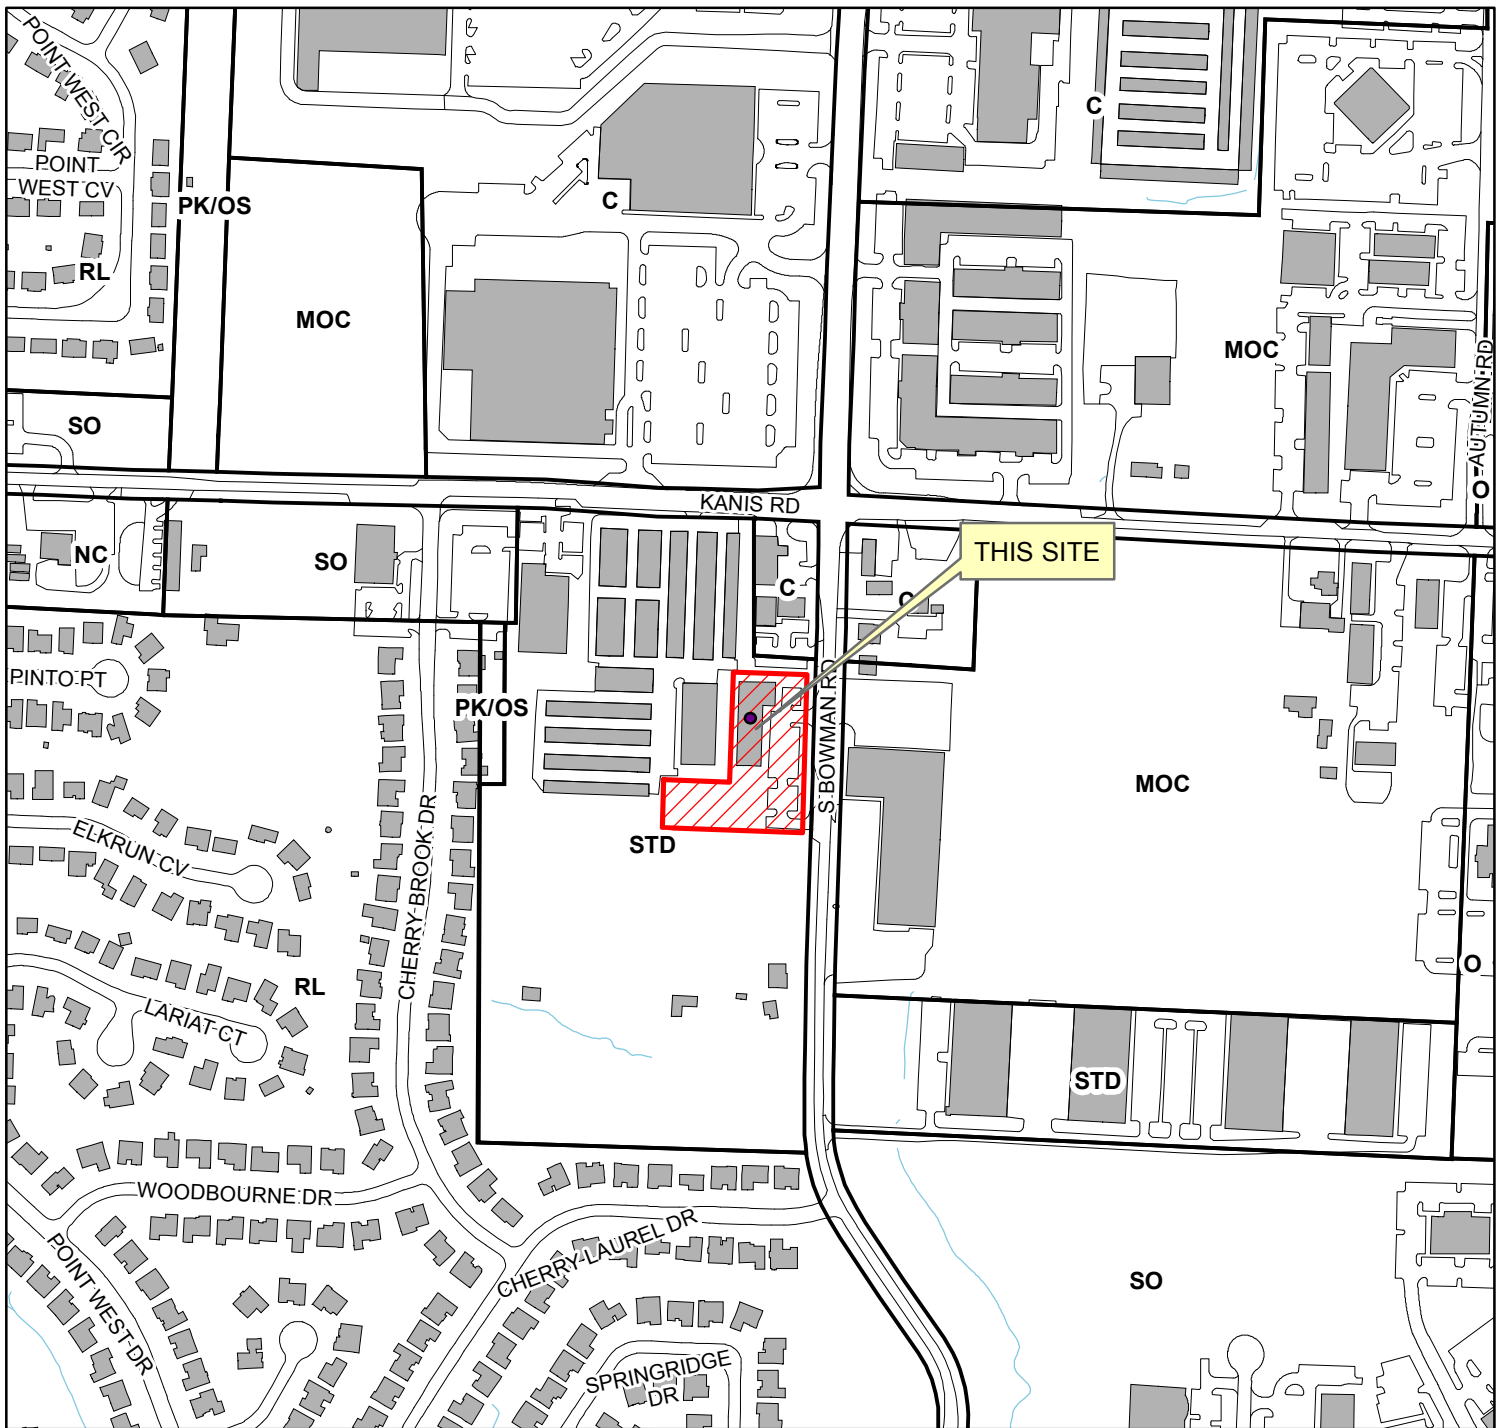 POINT WEST CIR
C
POINT
WEST CV
PK/OS
C
RL
MOC
MOC
AUTUMN RD
SO
O
KANIS RD
THIS SITE
NC
SO
C
C
PINTO PT
PK/OS
S BOWMAN RD
MOC
ELKRUN CV
STD
CHERRY BROOK DR
O
RL
LARIAT CT
STD
WOODBOURNE DR
CHERRY LAUREL DR
POINT WEST DR
SO
SPRINGRIDGE
DR